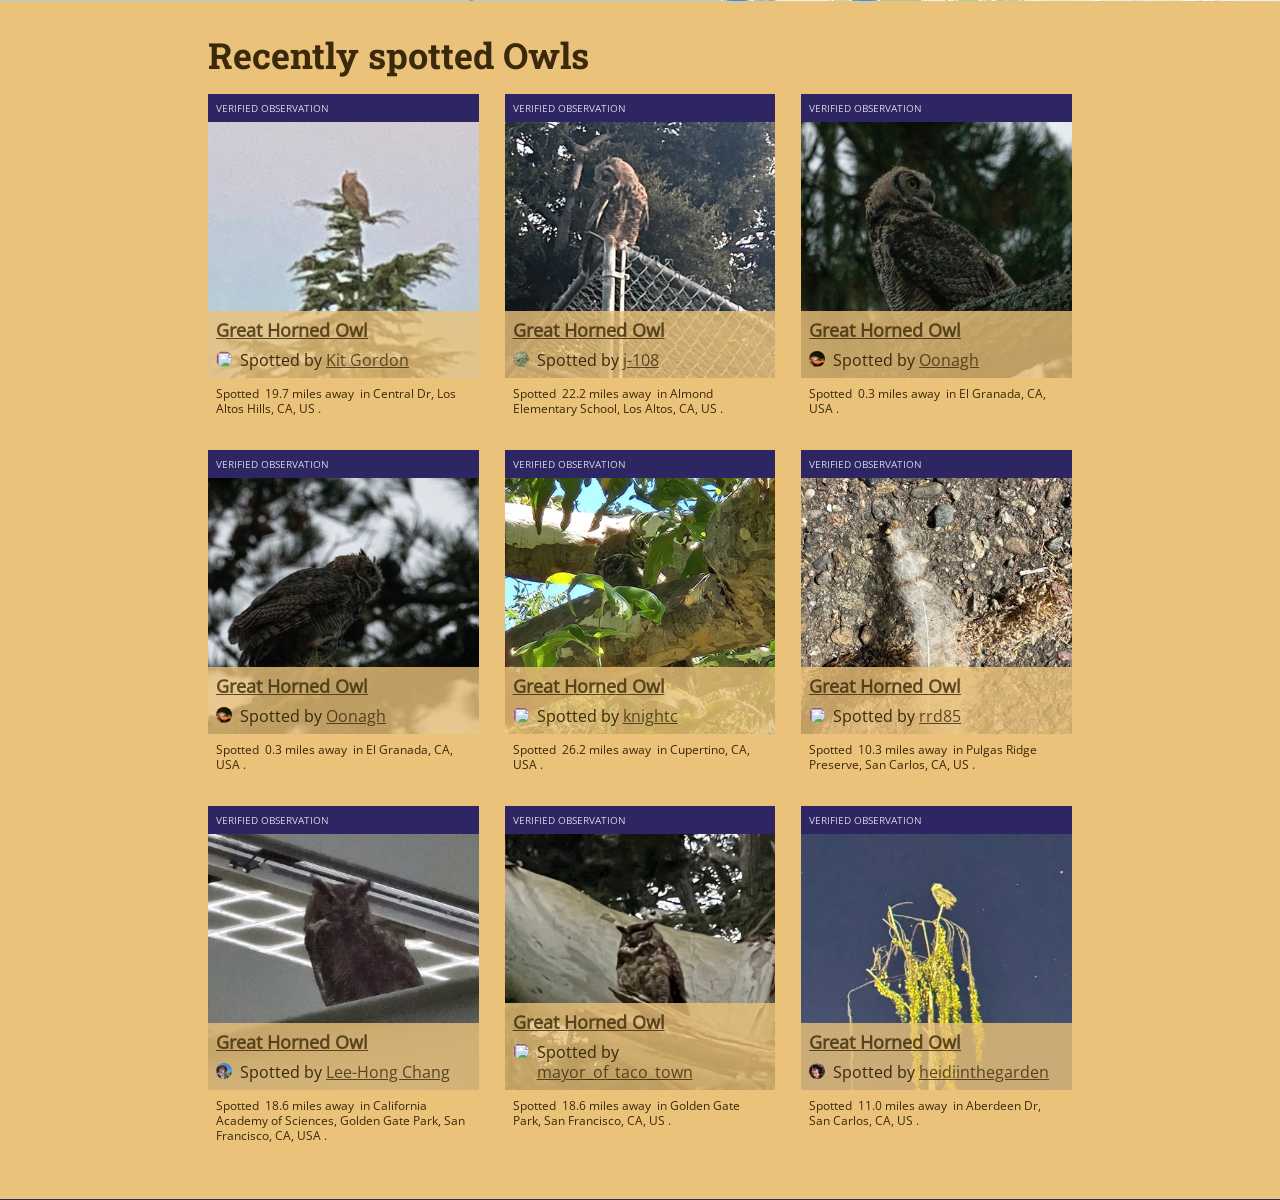 Recently spotted Owls
VERIFIED OBSERVATION
Great Horned Owl
Spotted by Kit Gordon
Spotted 19.7 miles away in Central Dr, Los
Altos Hills, CA, US .
VERIFIED OBSERVATION
Great Horned Owl
Spotted by j-108
Spotted 22.2 miles away in Almond
Elementary School, Los Altos, CA, US .
VERIFIED OBSERVATION
Great Horned Owl
Spotted by Oonagh
Spotted 0.3 miles away in El Granada, CA,
USA .
VERIFIED OBSERVATION
Great Horned Owl
Spotted by Oonagh
Spotted 0.3 miles away in El Granada, CA,
USA .
VERIFIED OBSERVATION
Great Horned Owl
Spotted by knightc
Spotted 26.2 miles away in Cupertino, CA,
USA .
VERIFIED OBSERVATION
Great Horned Owl
Spotted by rrd85
Spotted 10.3 miles away in Pulgas Ridge
Preserve, San Carlos, CA, US .
VERIFIED OBSERVATION
Great Horned Owl
Spotted by Lee-Hong Chang
Spotted 18.6 miles away in California
Academy of Sciences, Golden Gate Park, San
Francisco, CA, USA .
VERIFIED OBSERVATION
Great Horned Owl
Spotted by
mayor_of_taco_town
Spotted 18.6 miles away in Golden Gate
Park, San Francisco, CA, US .
VERIFIED OBSERVATION
Great Horned Owl
Spotted by heidiinthegarden
Spotted 11.0 miles away in Aberdeen Dr,
San Carlos, CA, US .